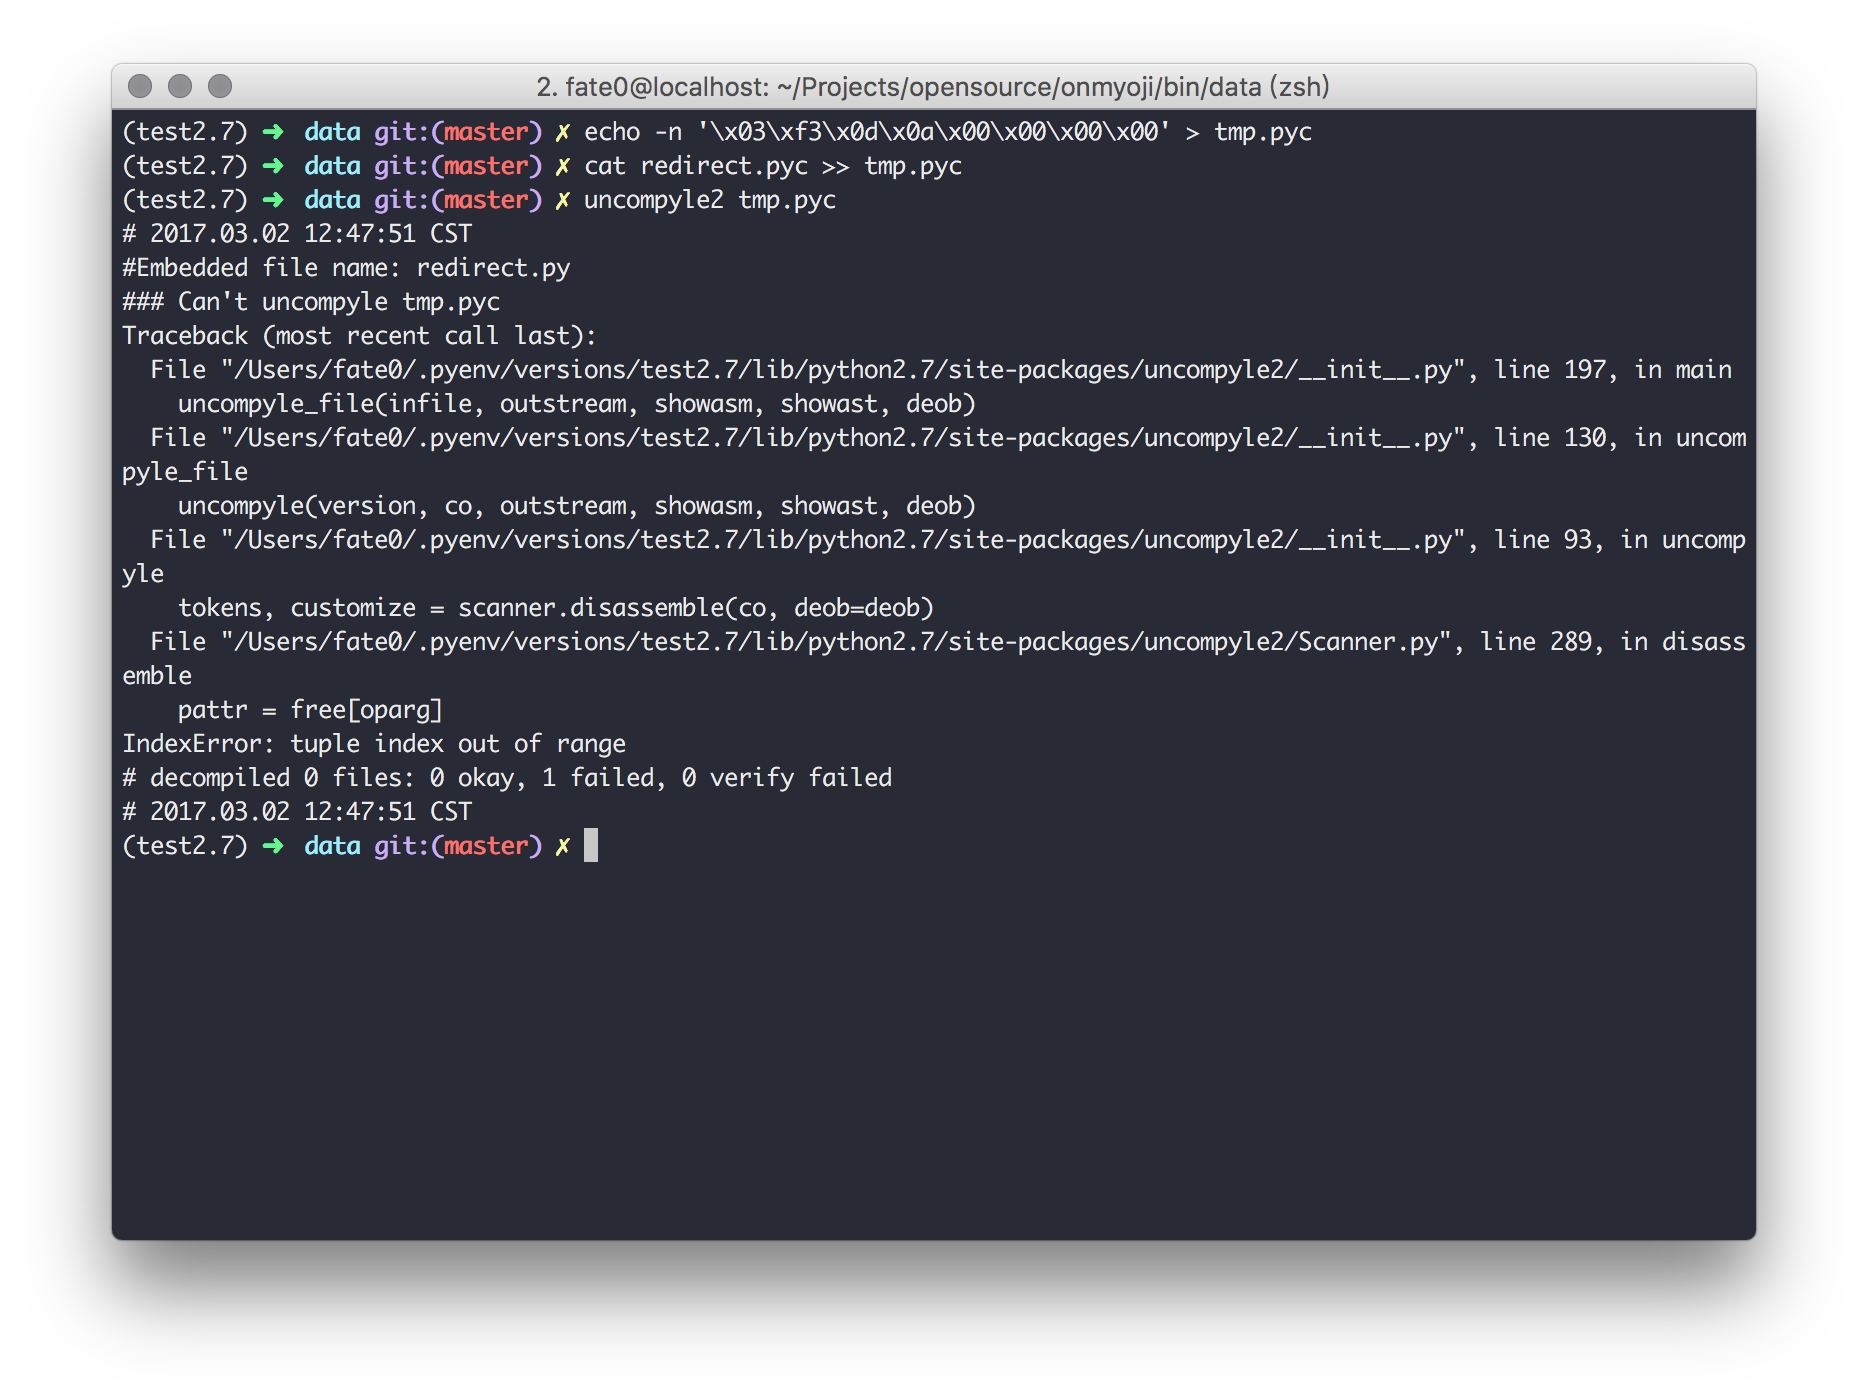 2. fate0@localhost: ~/Projects/opensource/onmyoji/bin/data (zsh)
(test2.7) ➜  data git:(master) ✗ echo -n '\x03\xf3\x0d\x0a\x00\x00\x00\x00' > tmp.pyc
(test2.7) ➜  data git:(master) ✗ cat redirect.pyc >> tmp.pyc
(test2.7) ➜  data git:(master) ✗ uncompyle2 tmp.pyc
# 2017.03.02 12:47:51 CST
#Embedded file name: redirect.py
### Can't uncompyle tmp.pyc
Traceback (most recent call last):
  File "/Users/fate0/.pyenv/versions/test2.7/lib/python2.7/site-packages/uncompyle2/__init__.py", line 197, in main
    uncompyle_file(infile, outstream, showasm, showast, deob)
  File "/Users/fate0/.pyenv/versions/test2.7/lib/python2.7/site-packages/uncompyle2/__init__.py", line 130, in uncom
pyle_file
    uncompyle(version, co, outstream, showasm, showast, deob)
  File "/Users/fate0/.pyenv/versions/test2.7/lib/python2.7/site-packages/uncompyle2/__init__.py", line 93, in uncomp
yle
    tokens, customize = scanner.disassemble(co, deob=deob)
  File "/Users/fate0/.pyenv/versions/test2.7/lib/python2.7/site-packages/uncompyle2/Scanner.py", line 289, in disass
emble
    pattr = free[oparg]
IndexError: tuple index out of range
# decompiled 0 files: 0 okay, 1 failed, 0 verify failed
# 2017.03.02 12:47:51 CST
(test2.7) ➜  data git:(master) ✗